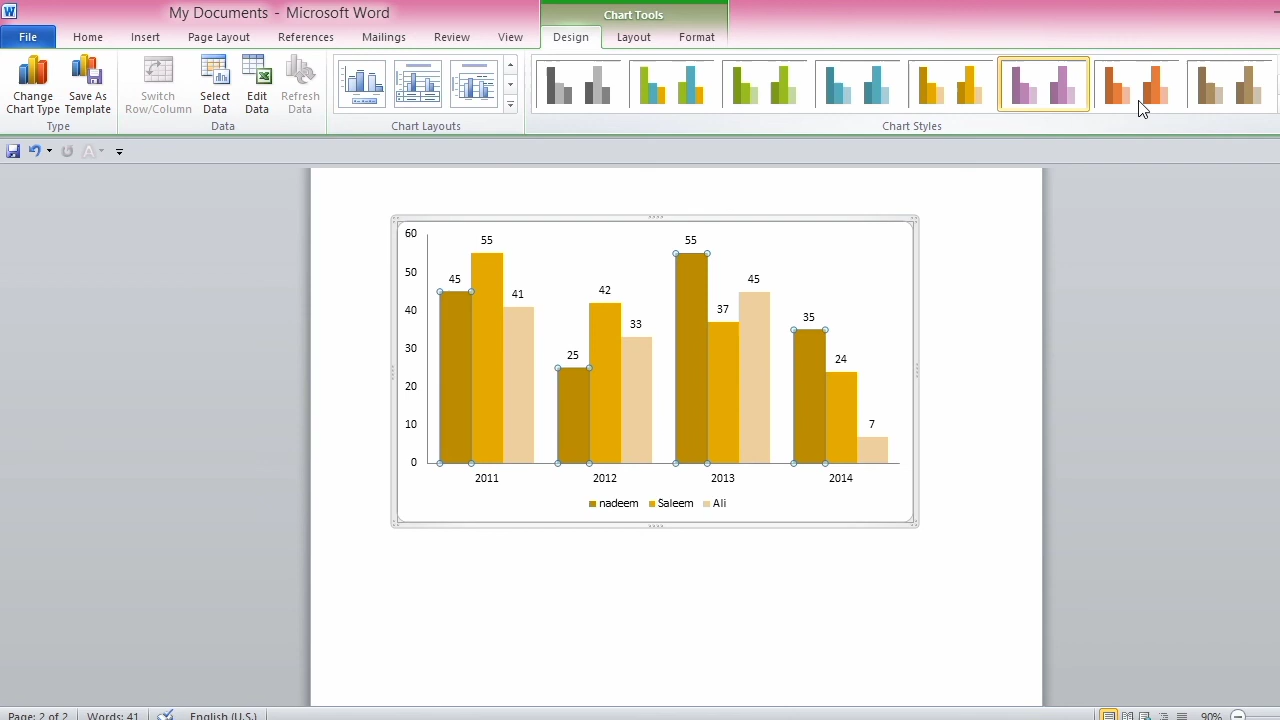 My Documents - Microsoft Word
Chart Tools
File Home Insert Page Layout References Mailings Review View Design Layout Format
Change Chart Type
Save As Template
Switch Row/Column
Select Data
Edit Data
Refresh Data
Type Data Chart Layouts Chart Styles
60
50
40
30
20
10
0
45 55 41
25 42 33
55 37 45
35 24 7
2011 2012 2013 2014
nadeem Saleem Ali
Page: 2 of 2 Words: 41 English (U.S.) 90%